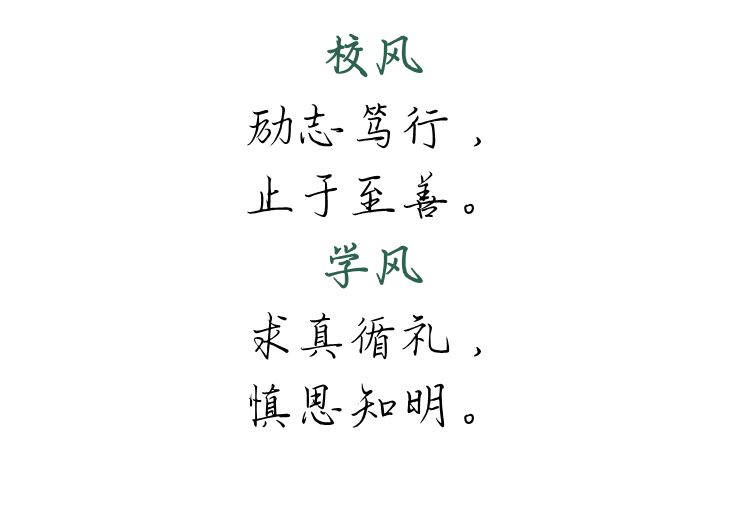 校风
励志笃行，
止于至善。
学风
求真循礼，
慎思知明。